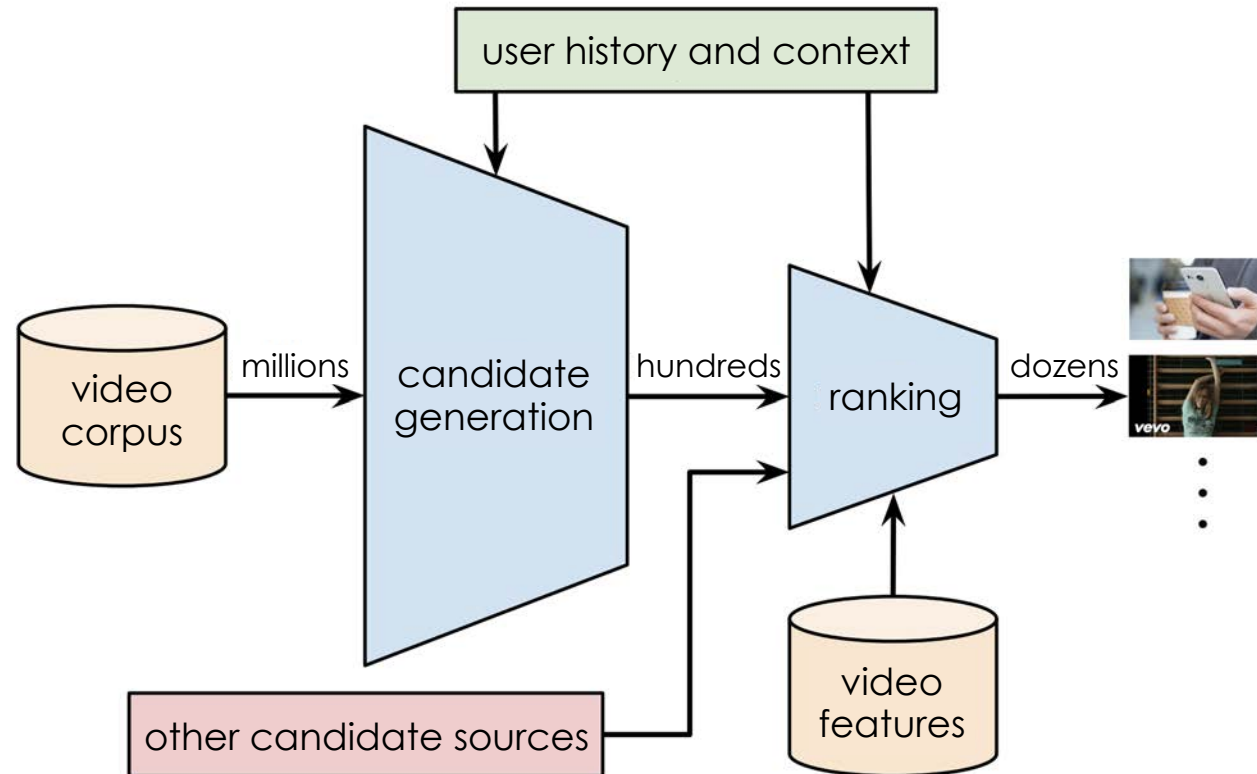 user history and context
millions
candidate
generation
hundreds
ranking
dozens
video
corpus
vevo
other candidate sources
video
features